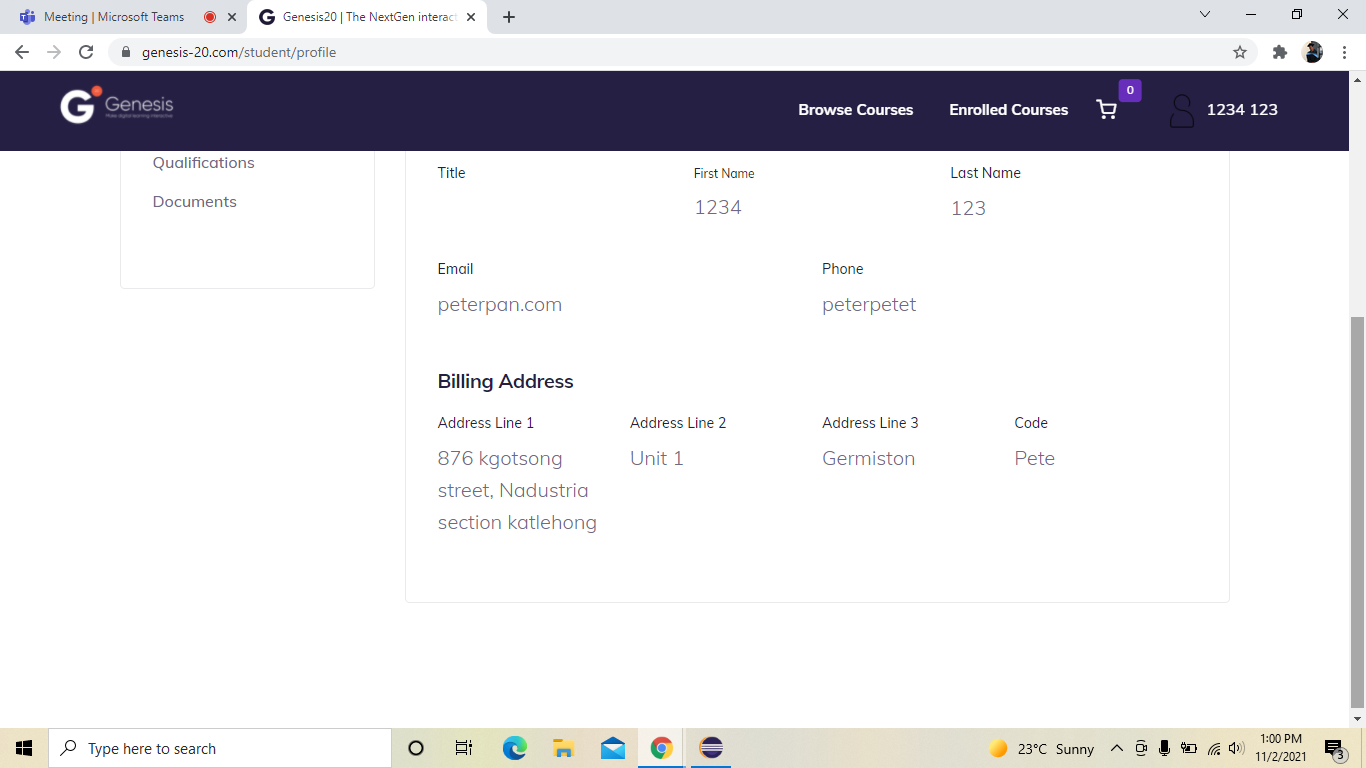 Meeting | Microsoft Teams
Genesis20 | The NextGen interact
genesis-20.com/student/profile
Genesis
Make digital learning interactive
Browse Courses
Enrolled Courses
0
1234 123
Qualifications
Documents
Title
First Name
Last Name
1234
123
Email
Phone
peterpan.com
peterpetet
Billing Address
Address Line 1
Address Line 2
Address Line 3
Code
876 kgotsong
street, Nadustria
section katlehong
Unit 1
Germiston
Pete
Type here to search
23°C Sunny
1:00 PM
11/2/2021
3